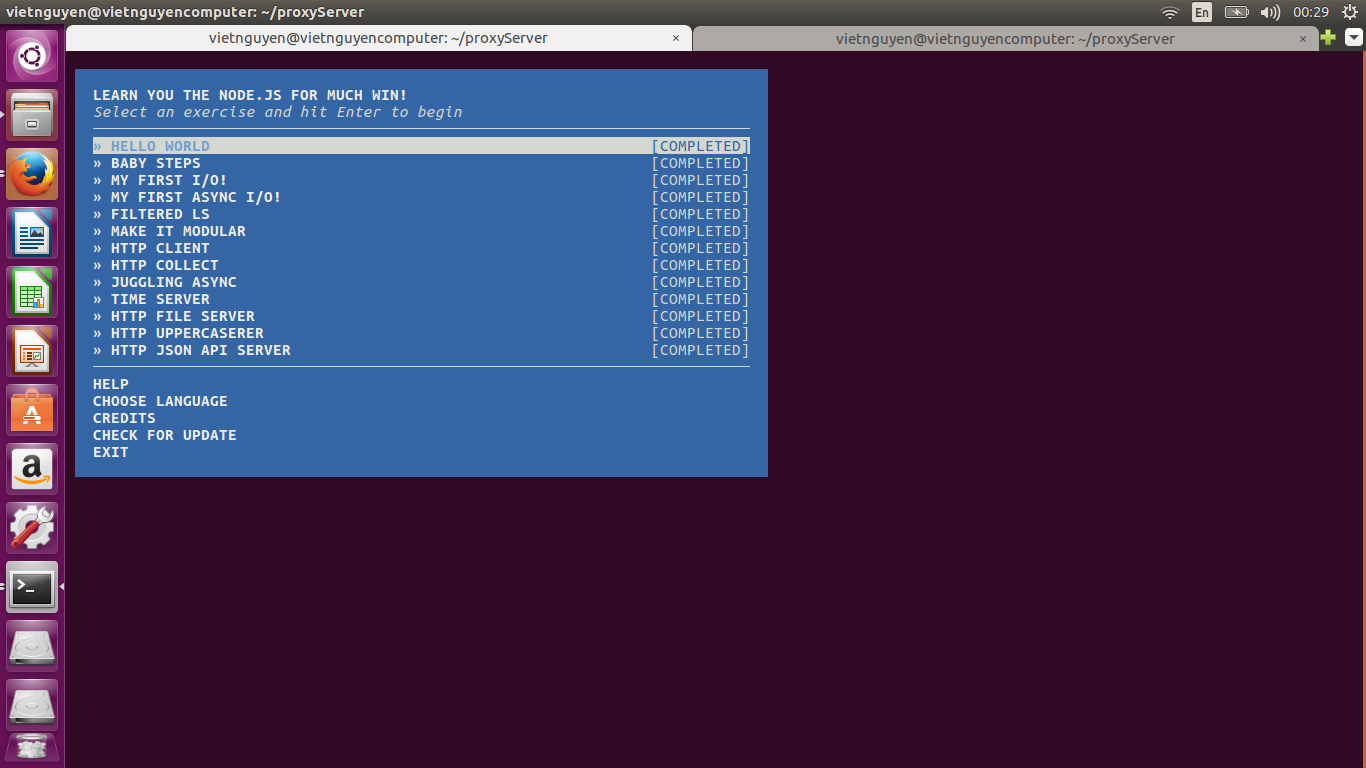 vietnguyen@vietnguyencomputer: ~/proxyServer
En
00:29
vietnguyen@vietnguyencomputer: ~/proxyServer ×
vietnguyen@vietnguyencomputer: ~/proxyServer ×
LEARN YOU THE NODE.JS FOR MUCH WIN!
Select an exercise and hit Enter to begin
» HELLO WORLD [COMPLETED]
» BABY STEPS [COMPLETED]
» MY FIRST I/O! [COMPLETED]
» MY FIRST ASYNC I/O! [COMPLETED]
» FILTERED LS [COMPLETED]
» MAKE IT MODULAR [COMPLETED]
» HTTP CLIENT [COMPLETED]
» HTTP COLLECT [COMPLETED]
» JUGGLING ASYNC [COMPLETED]
» TIME SERVER [COMPLETED]
» HTTP FILE SERVER [COMPLETED]
» HTTP UPPERCASERER [COMPLETED]
» HTTP JSON API SERVER [COMPLETED]
HELP
CHOOSE LANGUAGE
CREDITS
CHECK FOR UPDATE
EXIT